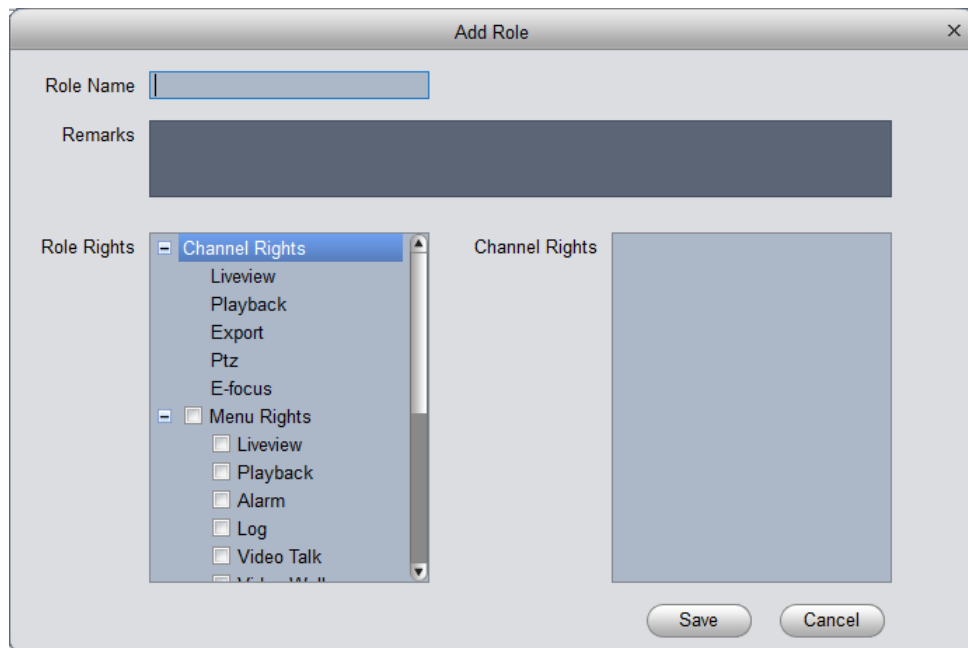 Add Role
Role Name
Remarks
Role Rights
Channel Rights
Liveview
Playback
Export
Ptz
E-focus
Menu Rights
Liveview
Playback
Alarm
Log
Video Talk
Channel Rights
Save
Cancel